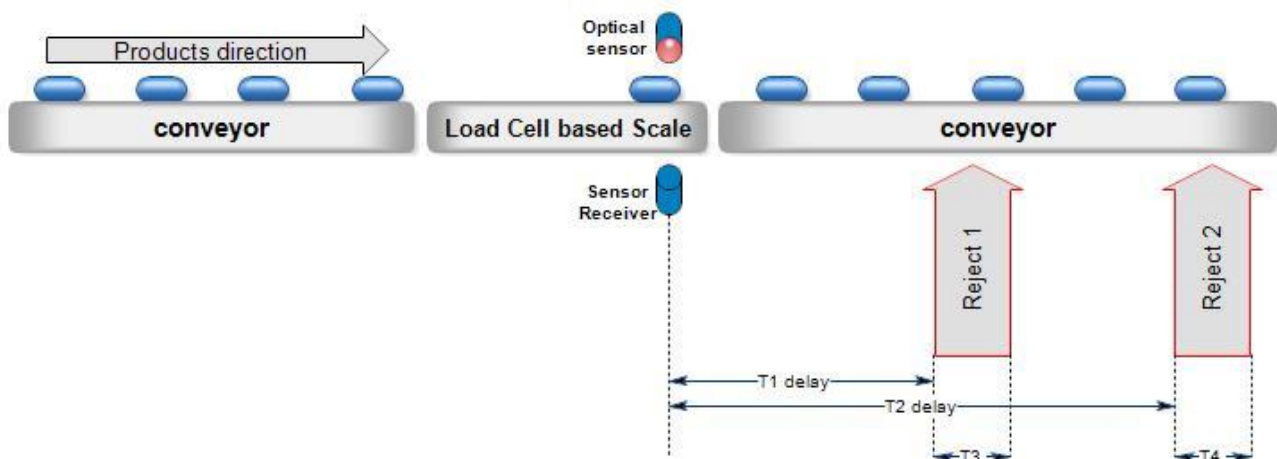 Optical
sensor
Products direction
conveyor
Load Cell based Scale
conveyor
Sensor
Receiver
Reject 1
Reject 2
T1 delay
T2 delay
T3
T4